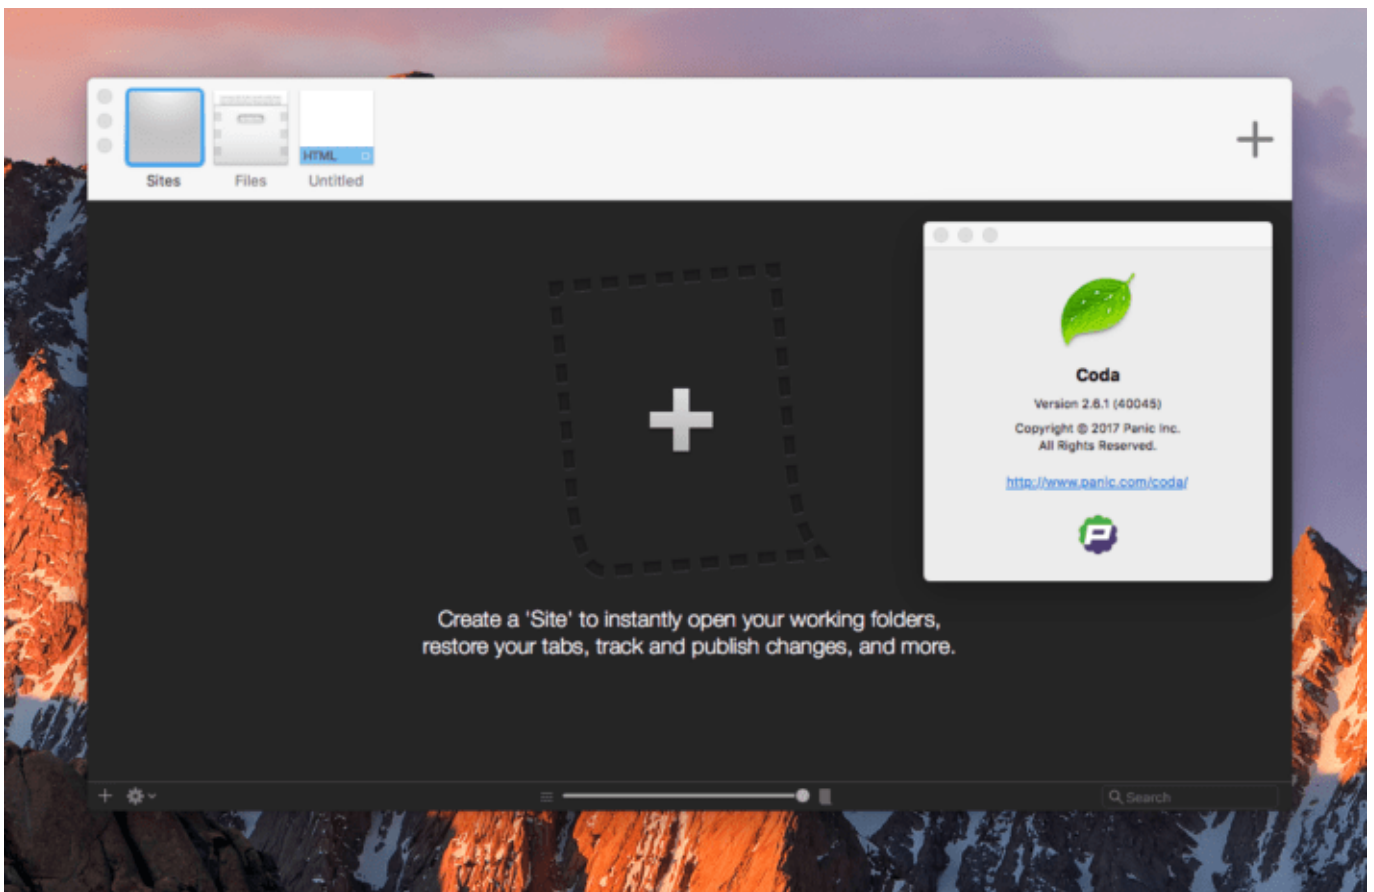 HTML
Sites
Files
Untitled
Coda
Version 2.6.1 (40045)
Copyright © 2017 Panic Inc.
All Rights Reserved.
http://www.panic.com/coda/
Create a 'Site' to instantly open your working folders,
restore your tabs, track and publish changes, and more.
Search